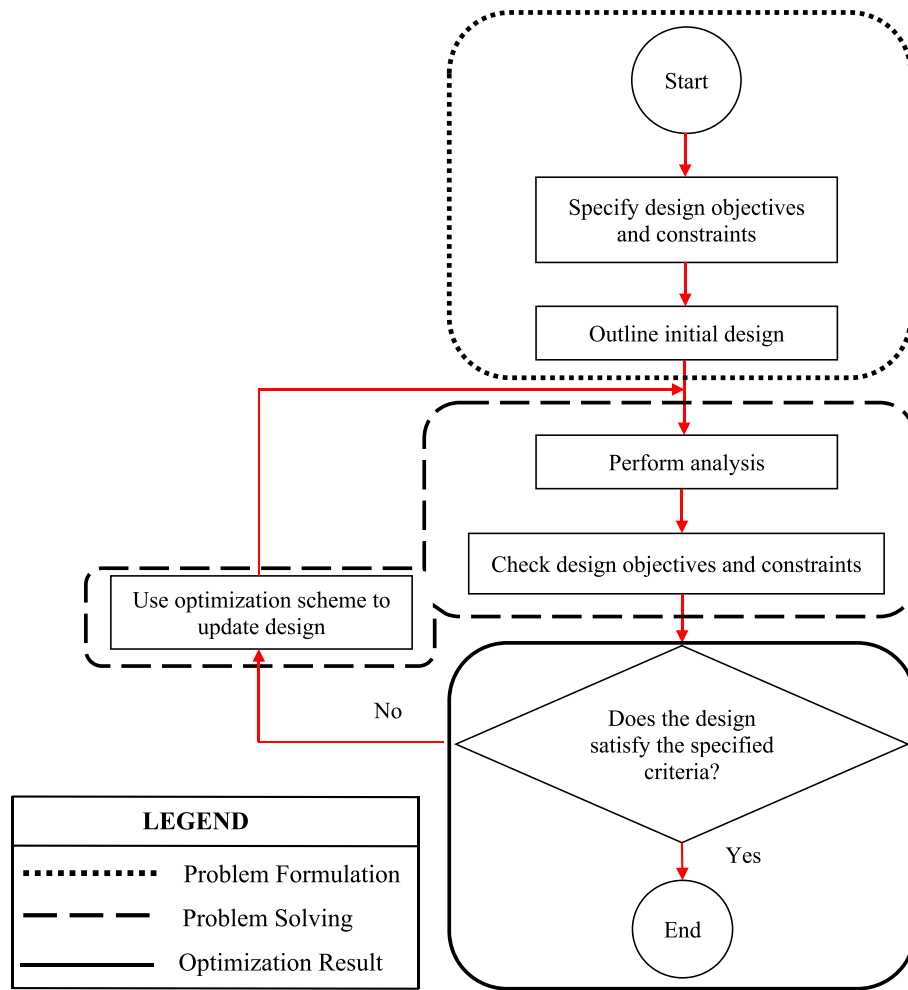 Start
Specify design objectives
and constraints
Outline initial design
Perform analysis
Check design objectives and constraints
Use optimization scheme to
update design
No
Does the design
satisfy the specified
criteria?
Yes
End
LEGEND
Problem Formulation
Problem Solving
Optimization Result